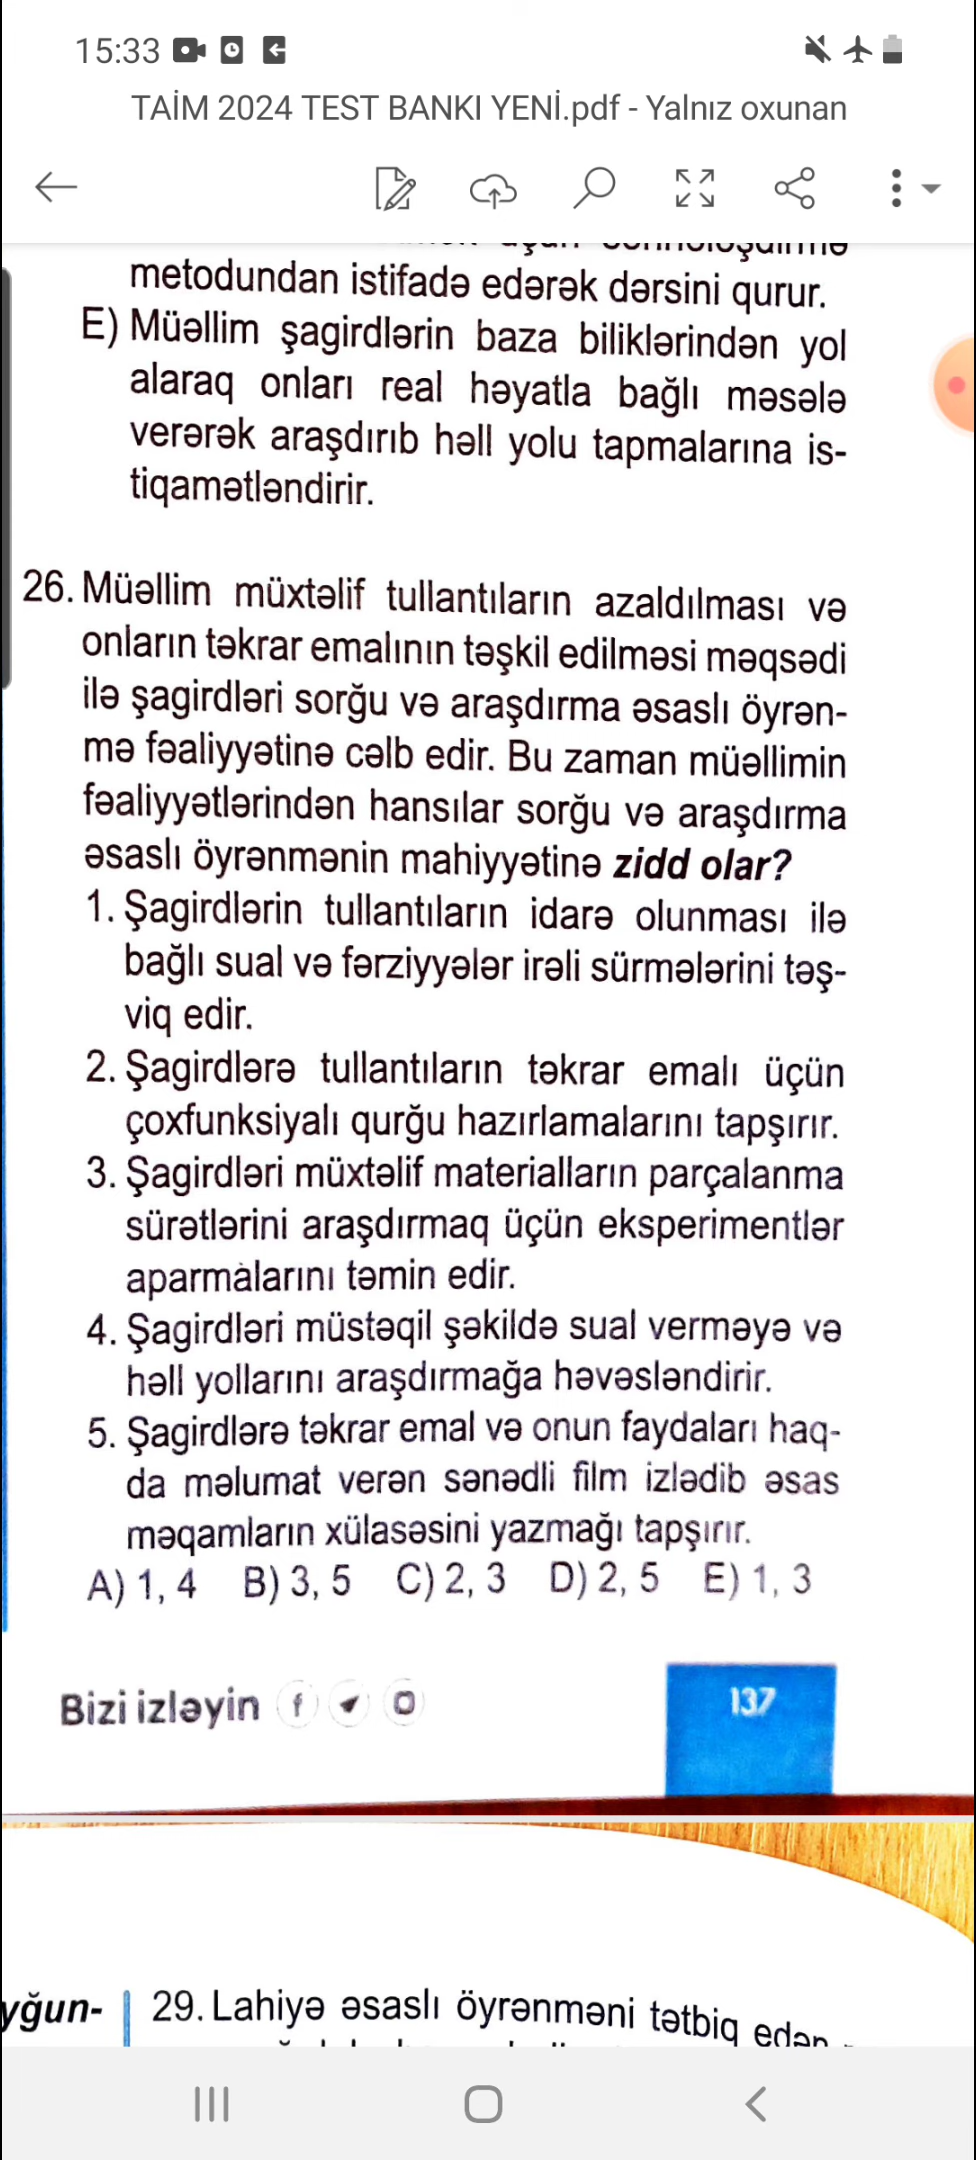 15:33
TAİM 2024 TEST BANKI YENİ.pdf - Yalnız oxunan
metodundan istifadə edərək dərsini qurur.
E) Müəllim şagirdlərin baza biliklərindən yol
alaraq onları real həyatla bağlı məsələ
verərək araşdırıb həll yolu tapmalarına is-
tiqamətləndirir.
26. Müəllim müxtəlif tullantıların azaldılması və
onların təkrar emalının təşkil edilməsi məqsədi
ilə şagirdləri sorğu və araşdırma əsaslı öyrən-
mə fəaliyyətinə cəlb edir. Bu zaman müəllimin
fəaliyyətlərindən hansılar sorğu və araşdırma
əsaslı öyrənmənin mahiyyətinə zidd olar?
1. Şagirdlərin tullantıların idarə olunması ilə
bağlı sual və fərziyyələr irəli sürmələrini təş-
viq edir.
2. Şagirdlərə tullantıların təkrar emalı üçün
çoxfunksiyalı qurğu hazırlamalarını tapşırır.
3. Şagirdləri müxtəlif materialların parçalanma
sürətlərini araşdırmaq üçün eksperimentlər
aparmalarını təmin edir.
4. Şagirdləri müstəqil şəkildə sual verməyə və
həll yollarını araşdırmağa həvəsləndirir.
5. Şagirdlərə təkrar emal və onun faydaları haq-
da məlumat verən sənədli film izlədib əsas
məqamların xülasəsini yazmağı tapşırır.
A) 1, 4 B) 3, 5 C) 2, 3 D) 2, 5 E) 1, 3
Bizi izləyin
137
yğun-
29. Lahiyə əsaslı öyrənməni tətbiq edən